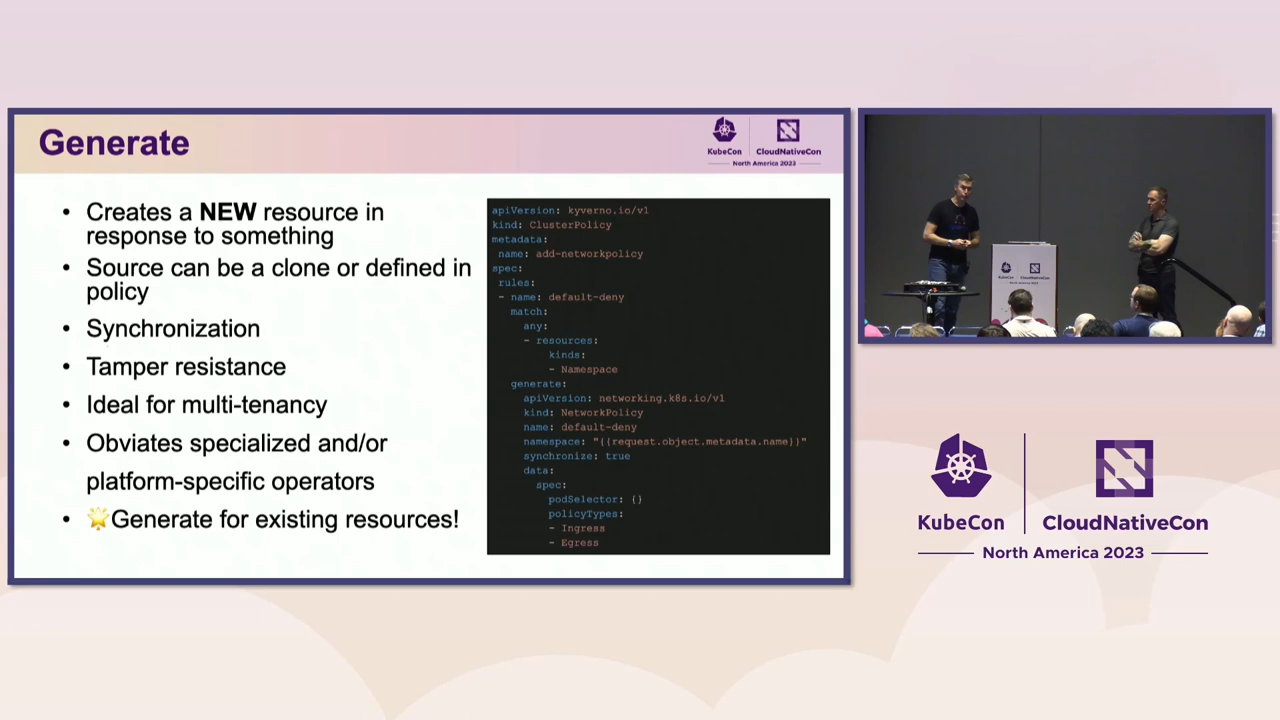 Generate
KubeCon
CloudNativeCon
North America 2023
• Creates a NEW resource in
response to something
• Source can be a clone or defined in
policy
• Synchronization
• Tamper resistance
• Ideal for multi-tenancy
• Obviates specialized and/or
platform-specific operators
• 🌟Generate for existing resources!
apiVersion: kyverno.io/v1
kind: ClusterPolicy
metadata:
name: add-networkpolicy
spec:
rules:
- name: default-deny
match:
any:
- resources:
kinds:
- Namespace
generate:
apiVersion: networking.k8s.io/v1
kind: NetworkPolicy
name: default-deny
namespace: "{{request.object.metadata.name}}"
synchronize: true
data:
spec:
podSelector: {}
policyTypes:
- Ingress
- Egress
KubeCon
CloudNativeCon
North America 2023